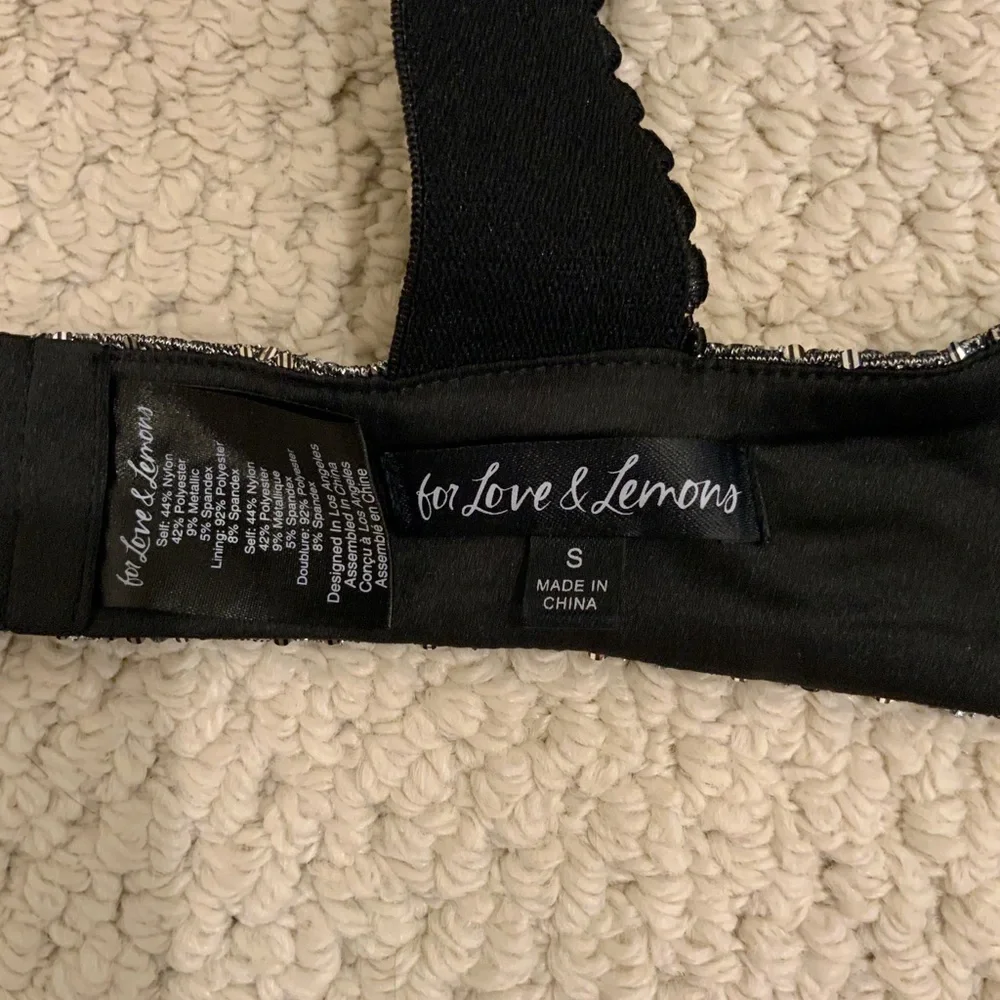 for Love & Lemons
Self: 44% Nylon
42% Polyester
9% Metallic
5% Spandex
Lining: 92% Polyester
8% Spandex
Self: 44% Nylon
42% Polyester
9% Métallique
5% Spandex
Doublure: 92% Polyester
8% Spandex
Designed In Los Angeles
Assembled In China
Conçu à Los Angeles
Assemblé en Chine
for Love & Lemons
S
MADE IN
CHINA